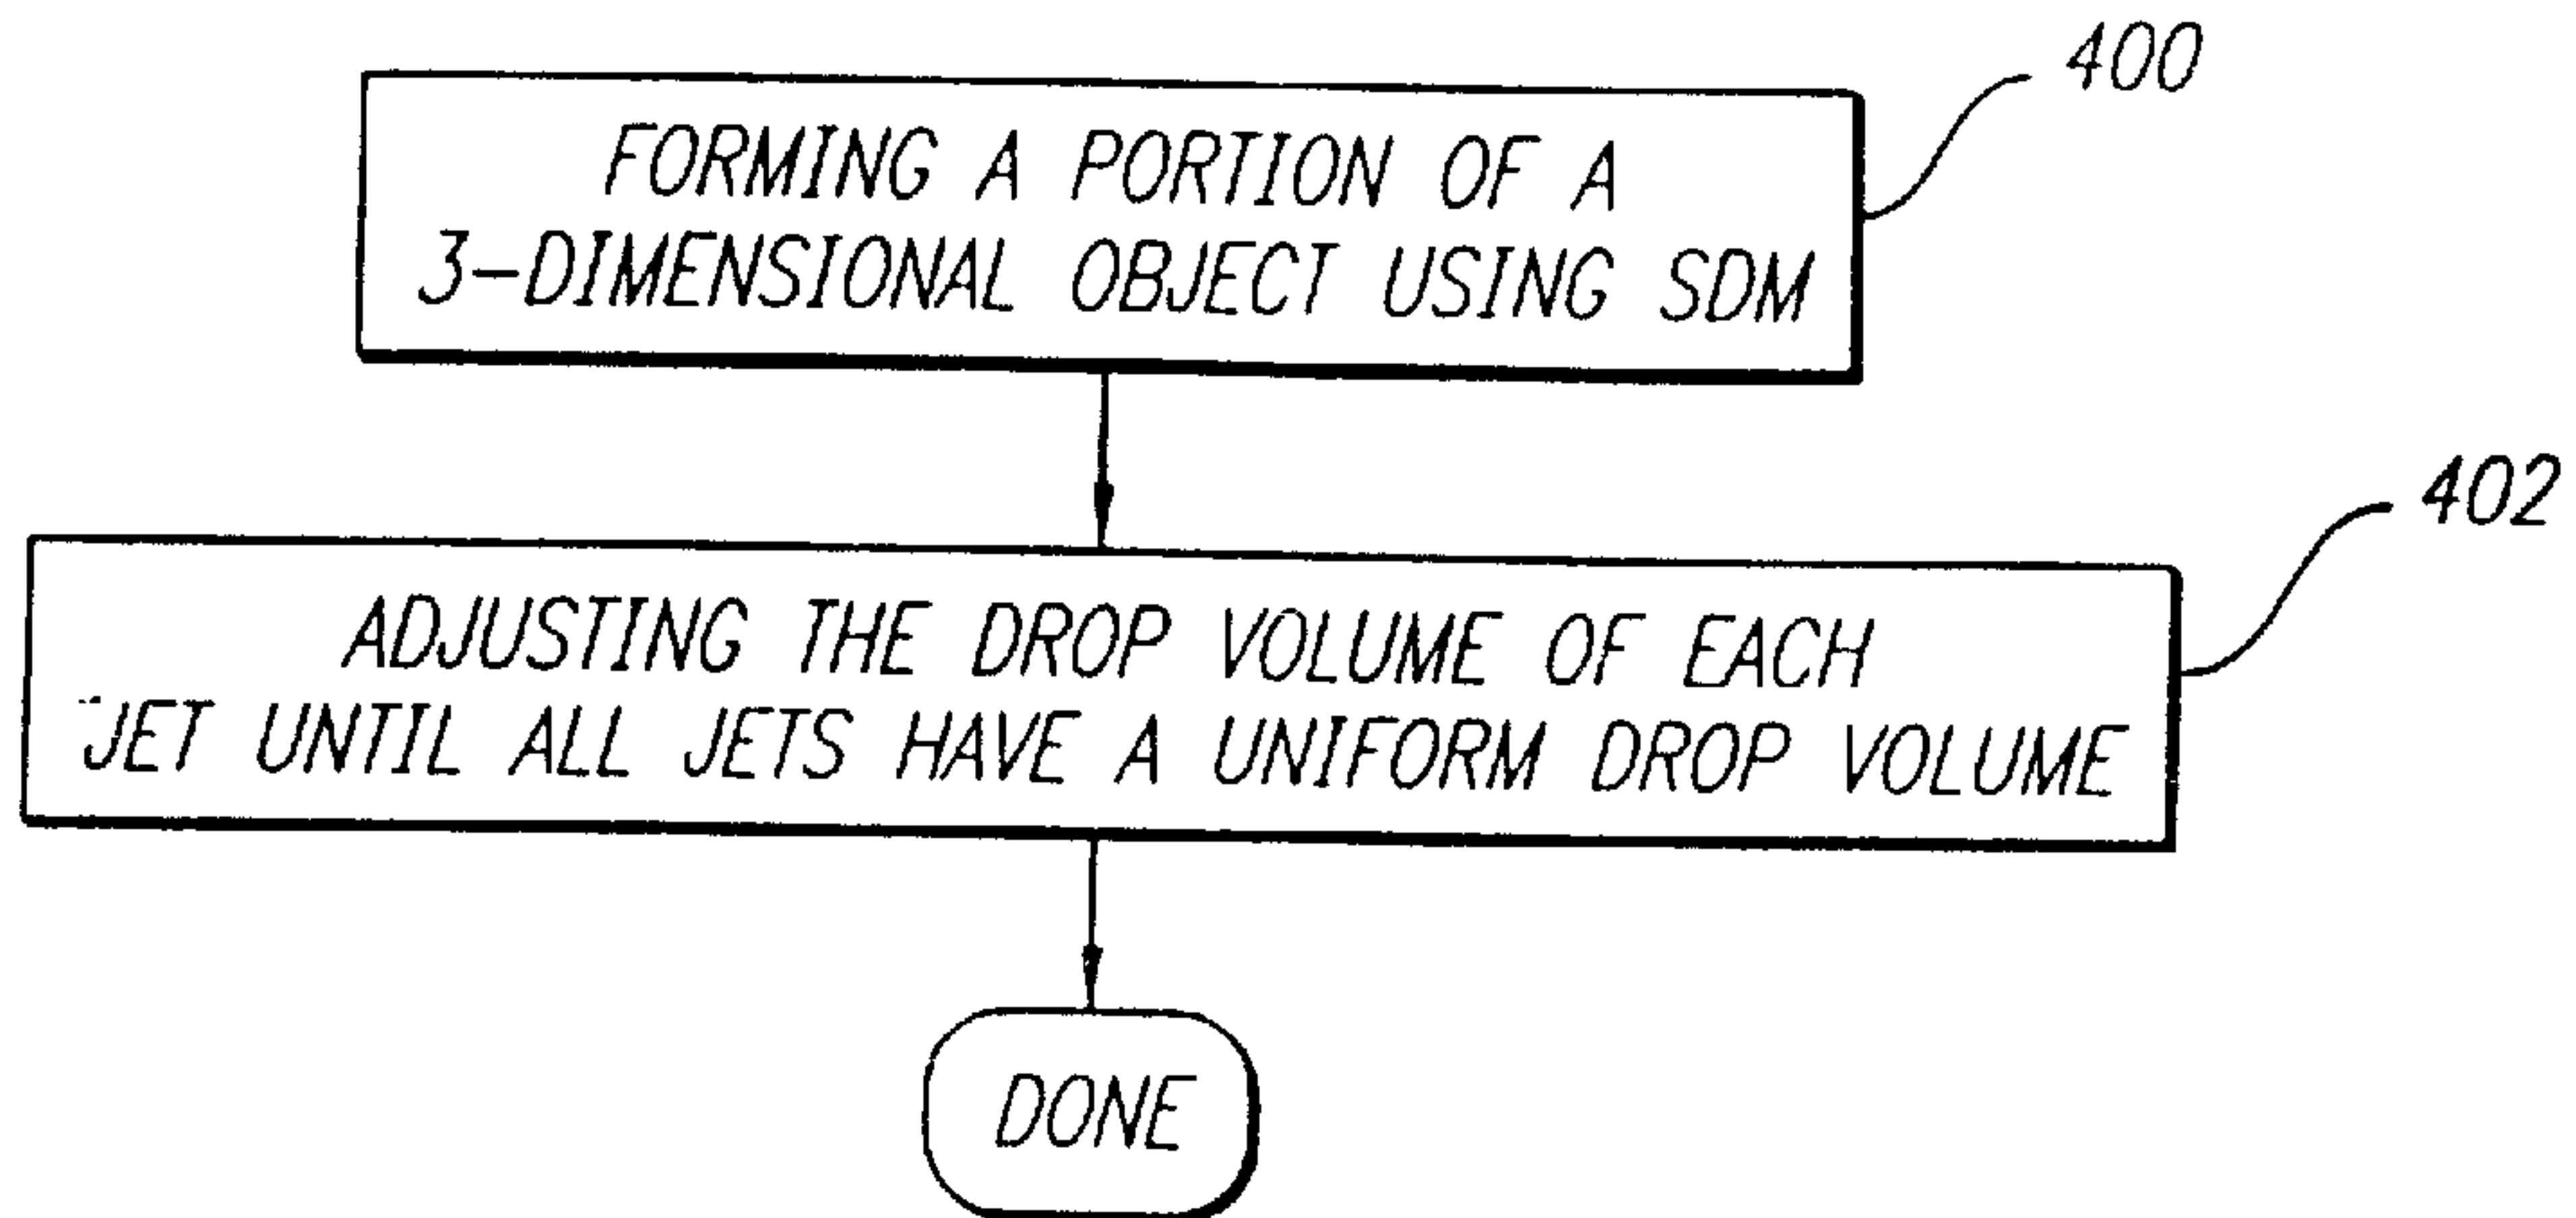 400
FORMING A PORTION OF A
3-DIMENSIONAL OBJECT USING SDM
402
ADJUSTING THE DROP VOLUME OF EACH
JET UNTIL ALL JETS HAVE A UNIFORM DROP VOLUME
DONE